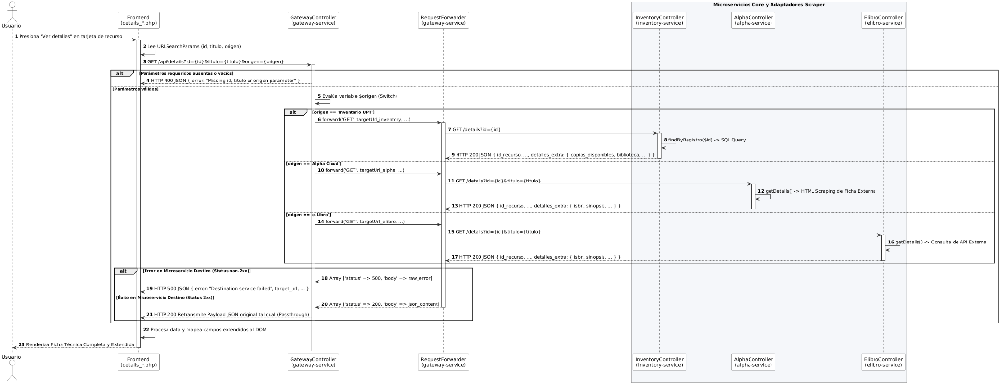 Microservicios Core y Adaptadores Scraper
Usuario
Frontend
(details_*.php)
GatewayController
(gateway-service)
RequestForwarder
(gateway-service)
InventoryController
(inventory-service)
AlphaController
(alpha-service)
ElibroController
(elibro-service)
1 Presiona "Ver detalles" en tarjeta de recurso
2 Lee URLSearchParams (id, titulo, origen)
3 GET /api/details?id={id}&titulo={titulo}&origen={origen}
alt [Parámetros requeridos ausentes o vacíos]
4 HTTP 400 JSON { error: "Missing id, titulo or origen parameter" }
[Parámetros válidos]
5 Evalúa variable $origen (Switch)
alt [origen == 'Inventario UPT']
6 forward('GET', targetUrl_inventory, ...)
7 GET /details?id={id}
8 findByRegistro($id) -> SQL Query
9 HTTP 200 JSON { id_recurso, ..., detalles_extra: { copias_disponibles, biblioteca, ... } }
[origen == 'Alpha Cloud']
10 forward('GET', targetUrl_alpha, ...)
11 GET /details?id={id}&titulo={titulo}
12 getDetails() -> HTML Scraping de Ficha Externa
13 HTTP 200 JSON { id_recurso, ..., detalles_extra: { isbn, sinopsis, ... } }
[origen == 'e-Libro']
14 forward('GET', targetUrl_elibro, ...)
15 GET /details?id={id}&titulo={titulo}
16 getDetails() -> Consulta de API Externa
17 HTTP 200 JSON { id_recurso, ..., detalles_extra: { isbn, sinopsis, ... } }
alt [Error en Microservicio Destino (Status non-2xx)]
18 Array ['status' => 500, 'body' => raw_error]
19 HTTP 500 JSON { error: "Destination service failed", target_url, ... }
[Éxito en Microservicio Destino (Status 2xx)]
20 Array ['status' => 200, 'body' => json_content]
21 HTTP 200 Retransmite Payload JSON original tal cual (Passthrough)
22 Procesa data y mapea campos extendidos al DOM
23 Renderiza Ficha Técnica Completa y Extendida
Usuario
Frontend
(details_*.php)
GatewayController
(gateway-service)
RequestForwarder
(gateway-service)
InventoryController
(inventory-service)
AlphaController
(alpha-service)
ElibroController
(elibro-service)